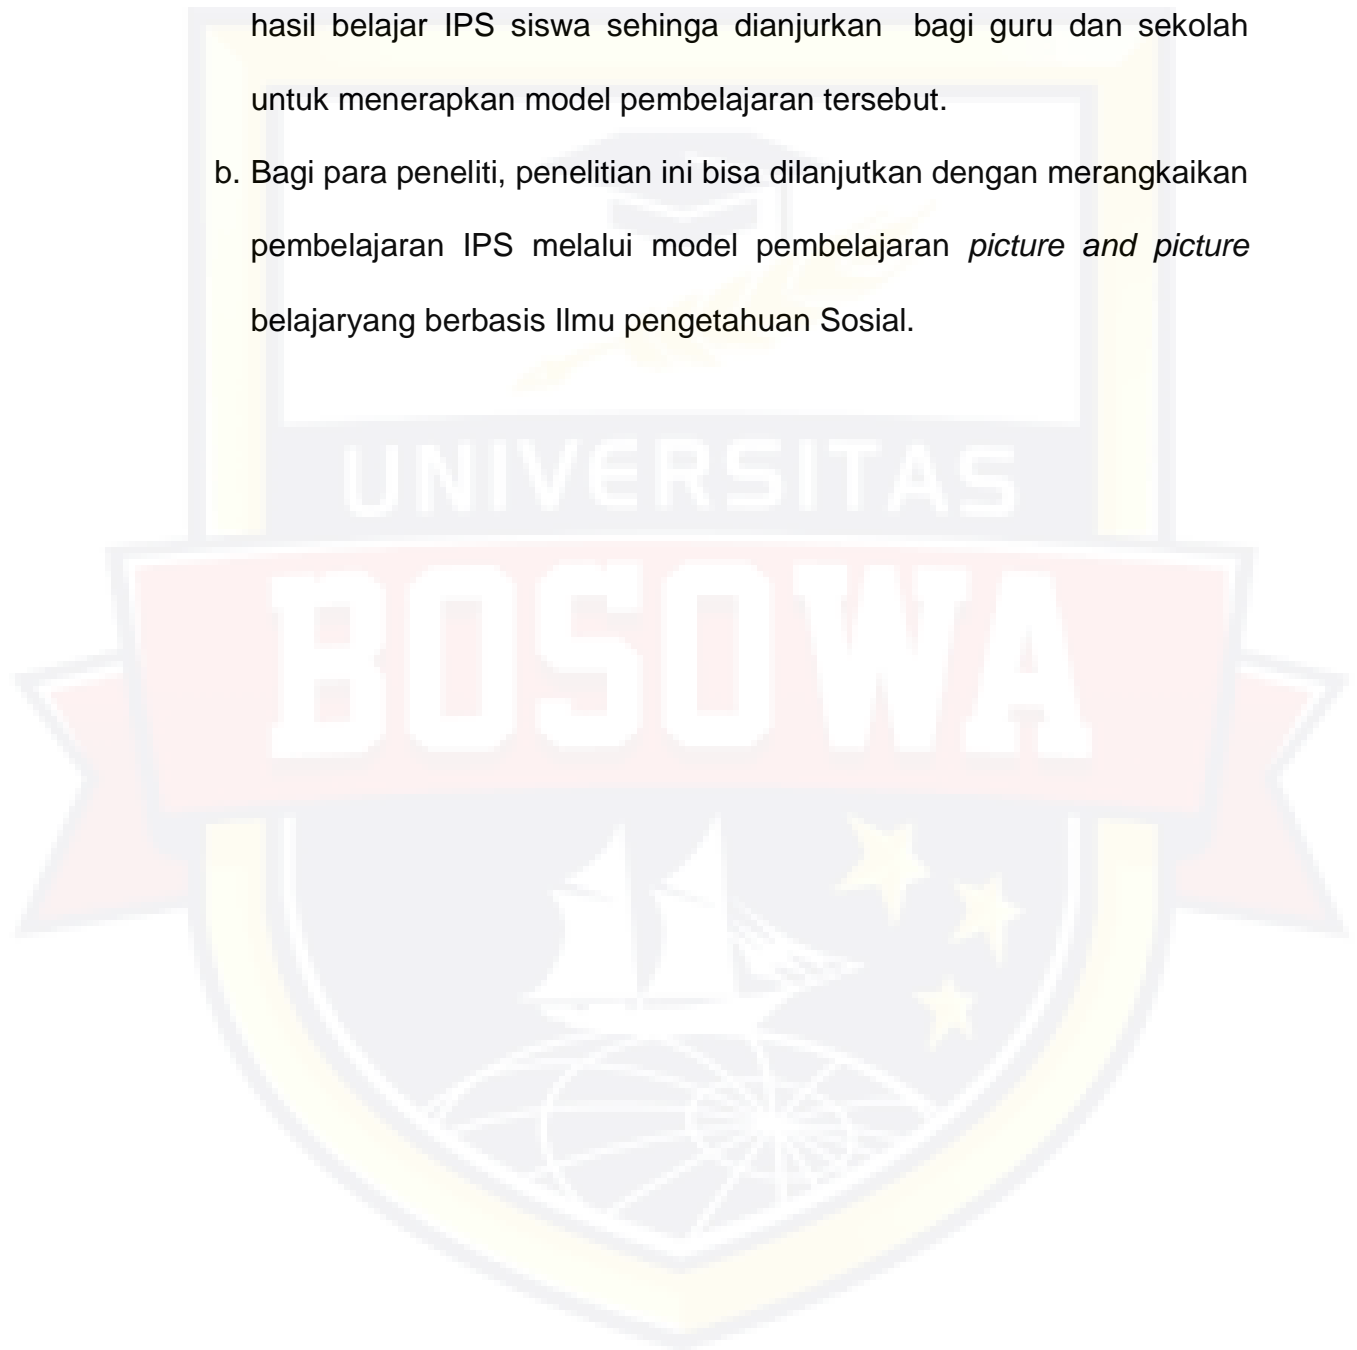 hasil belajar IPS siswa sehinga dianjurkan bagi guru dan sekolah
untuk menerapkan model pembelajaran tersebut.
b. Bagi para peneliti, penelitian ini bisa dilanjutkan dengan merangkaikan
pembelajaran IPS melalui model pembelajaran picture and picture
belajaryang berbasis Ilmu pengetahuan Sosial.
UNIVERSITAS
BOSOWA